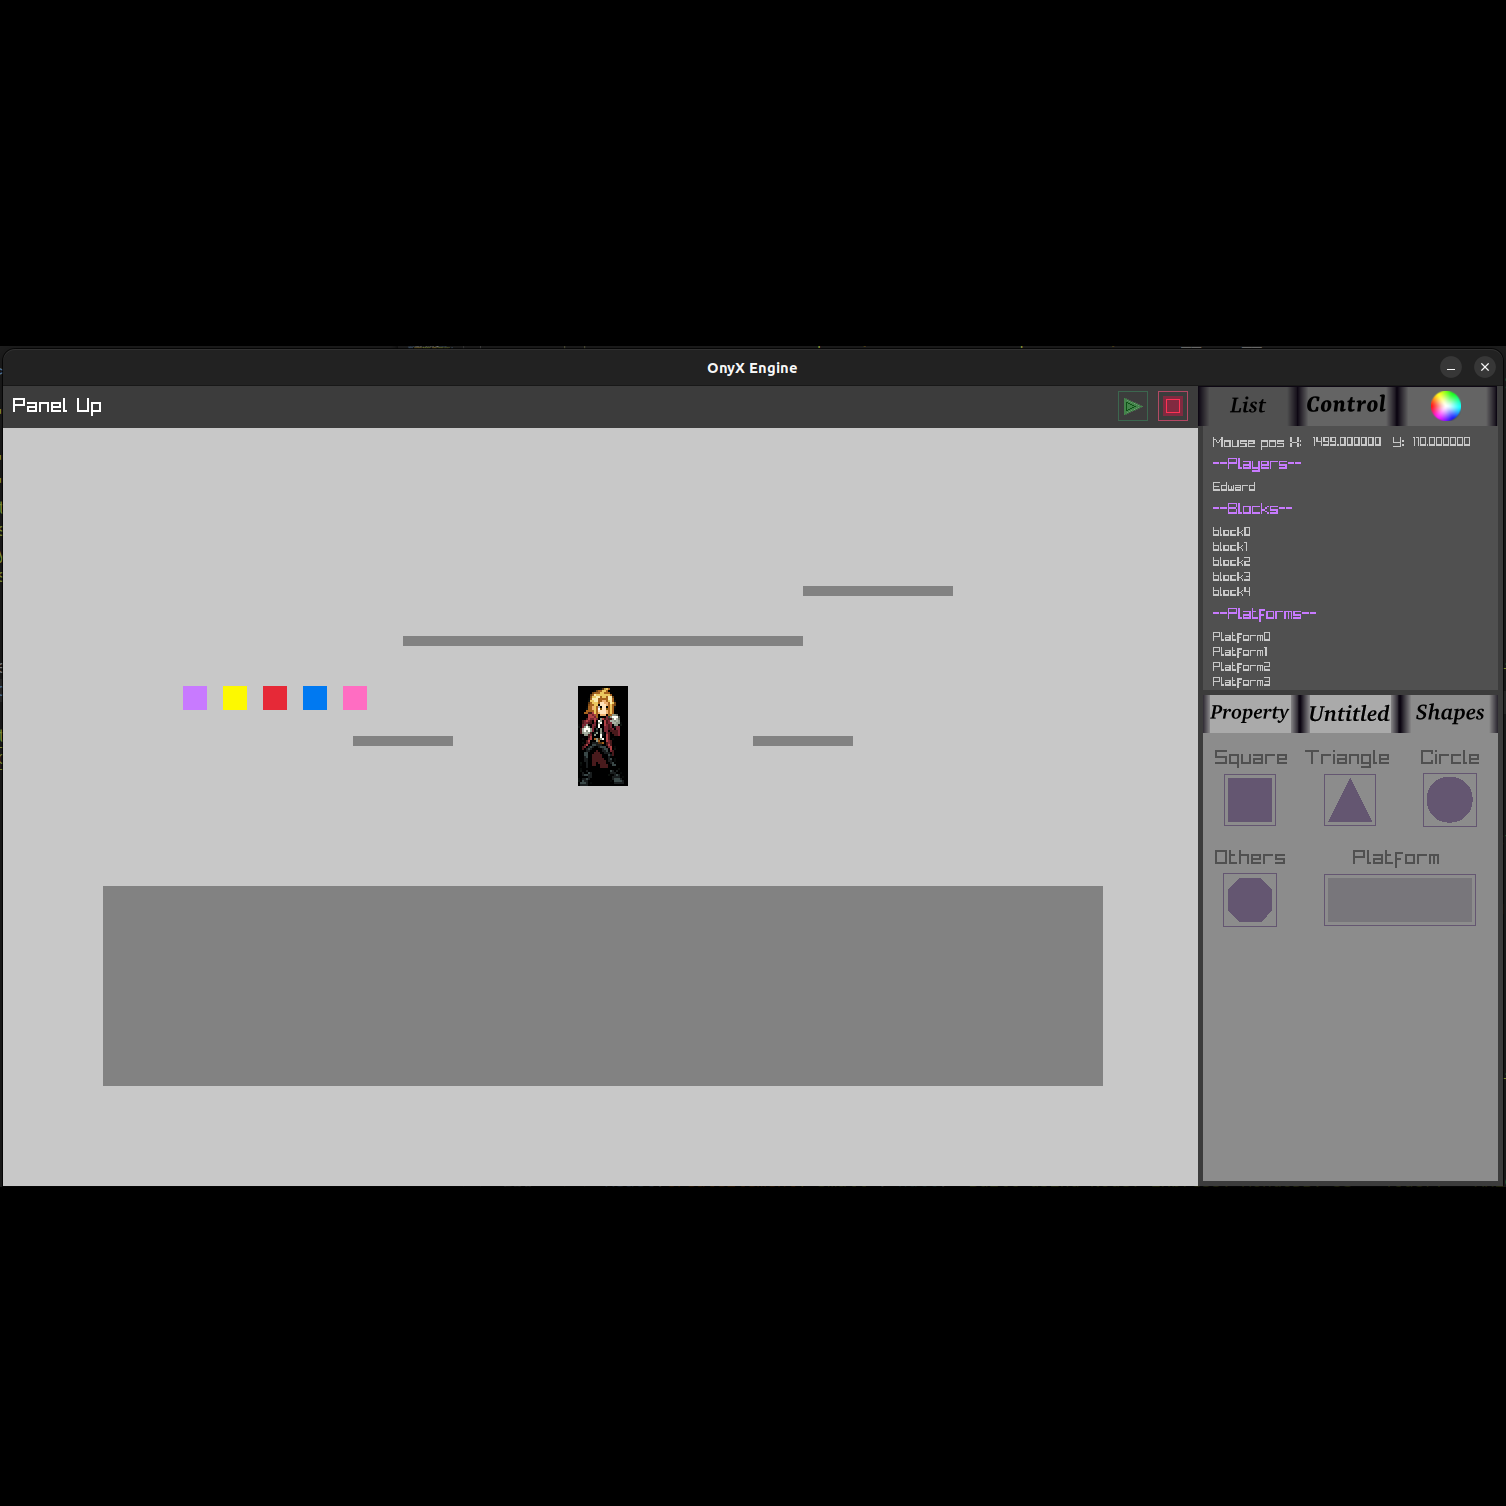 OnyX Engine
Panel Up
List Control
Mouse pos X: 1499.000000 Y: 110.000000
--Players--
Edward
--Blocks--
block0
block1
block2
block3
block4
--Platforms--
Platform0
Platform1
Platform2
Platform3
Property Untitled Shapes
Square Triangle Circle
Others Platform